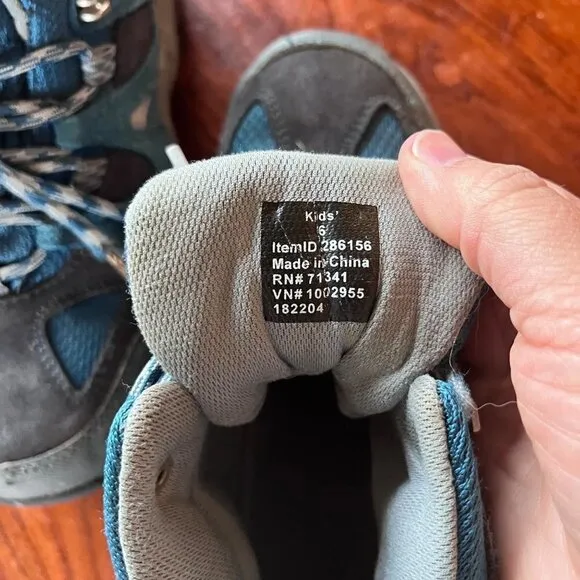 Kids'
6
ItemID 286156
Made in China
RN# 71341
VN# 1002955
182204